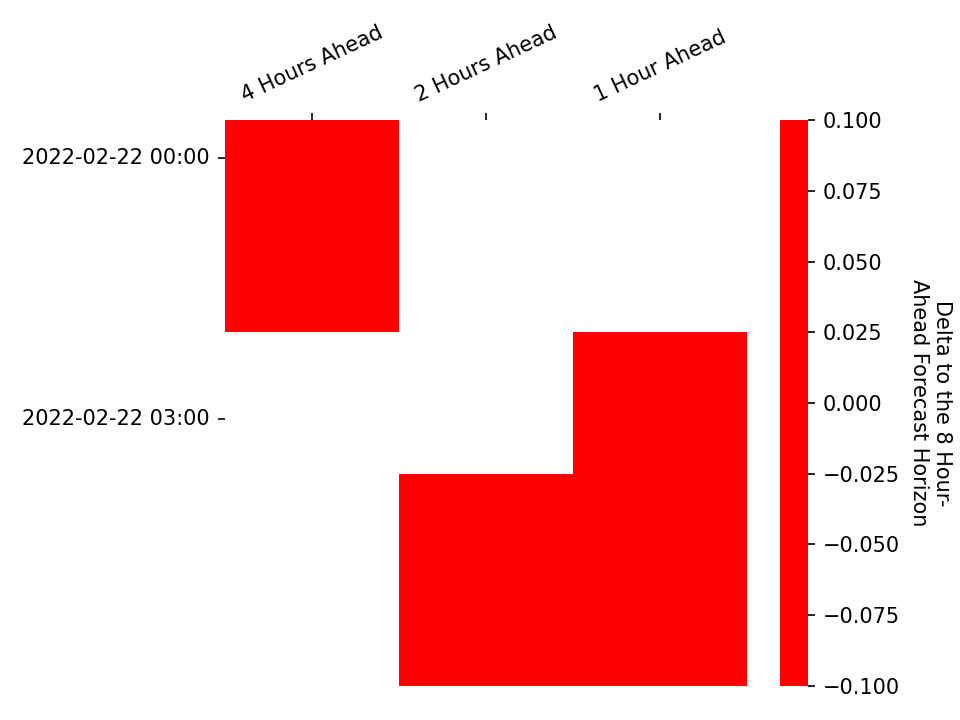 4 Hours Ahead
2 Hours Ahead
1 Hour Ahead
2022-02-22 00:00
2022-02-22 03:00
0.100
0.075
0.050
0.025
0.000
−0.025
−0.050
−0.075
−0.100
Delta to the 8 Hour-
Ahead Forecast Horizon